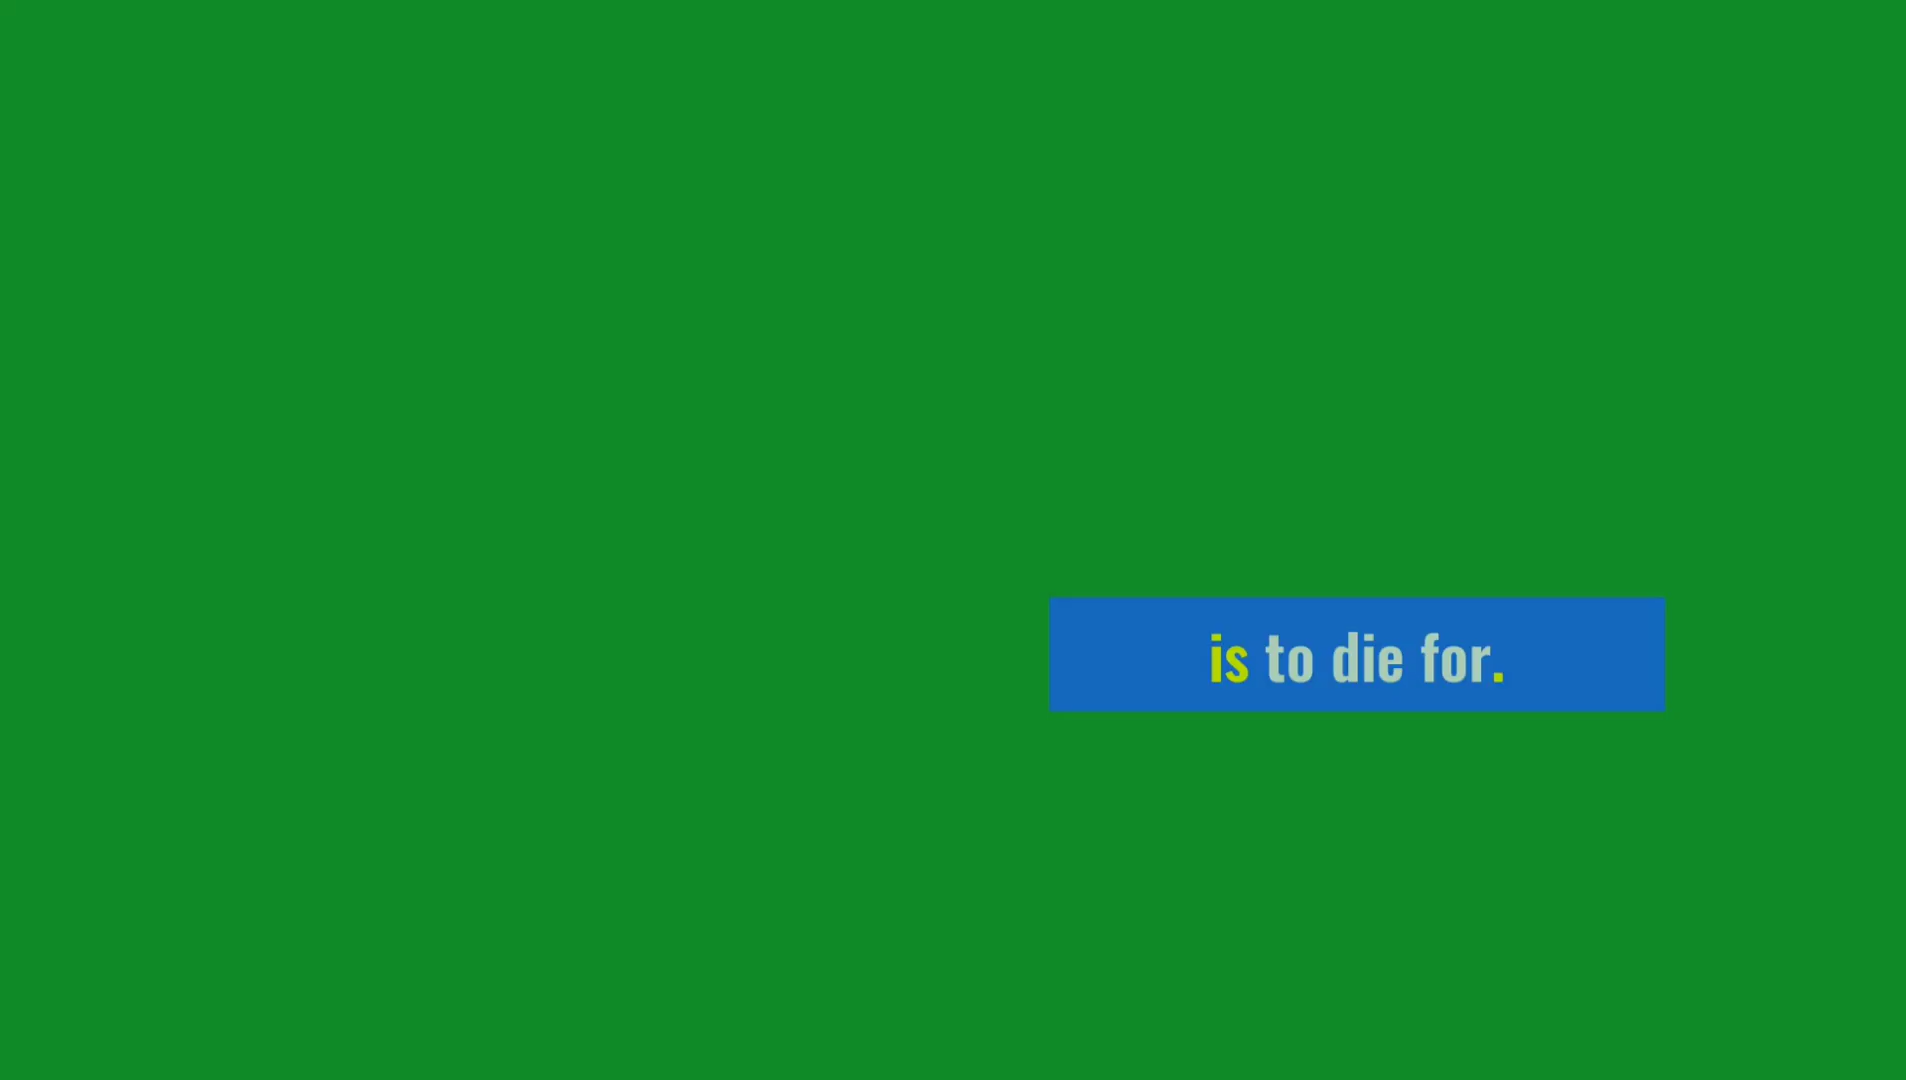 is to die for.